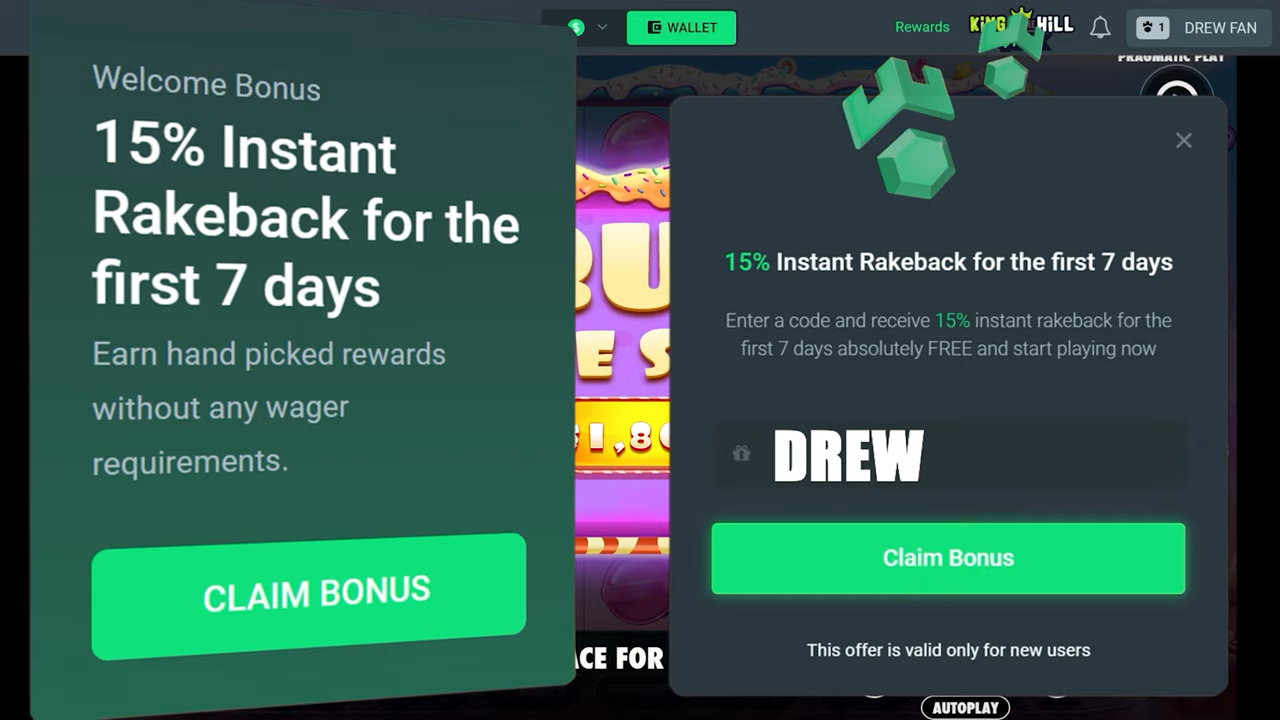 WALLET
Rewards
KING HILL
1
DREW FAN
PRAGMATIC PLAY
Welcome Bonus
15% Instant
Rakeback for the
first 7 days
Earn hand picked rewards
without any wager
requirements.
CLAIM BONUS
15% Instant Rakeback for the first 7 days
Enter a code and receive 15% instant rakeback for the
first 7 days absolutely FREE and start playing now
DREW
Claim Bonus
This offer is valid only for new users
FOR
AUTOPLAY